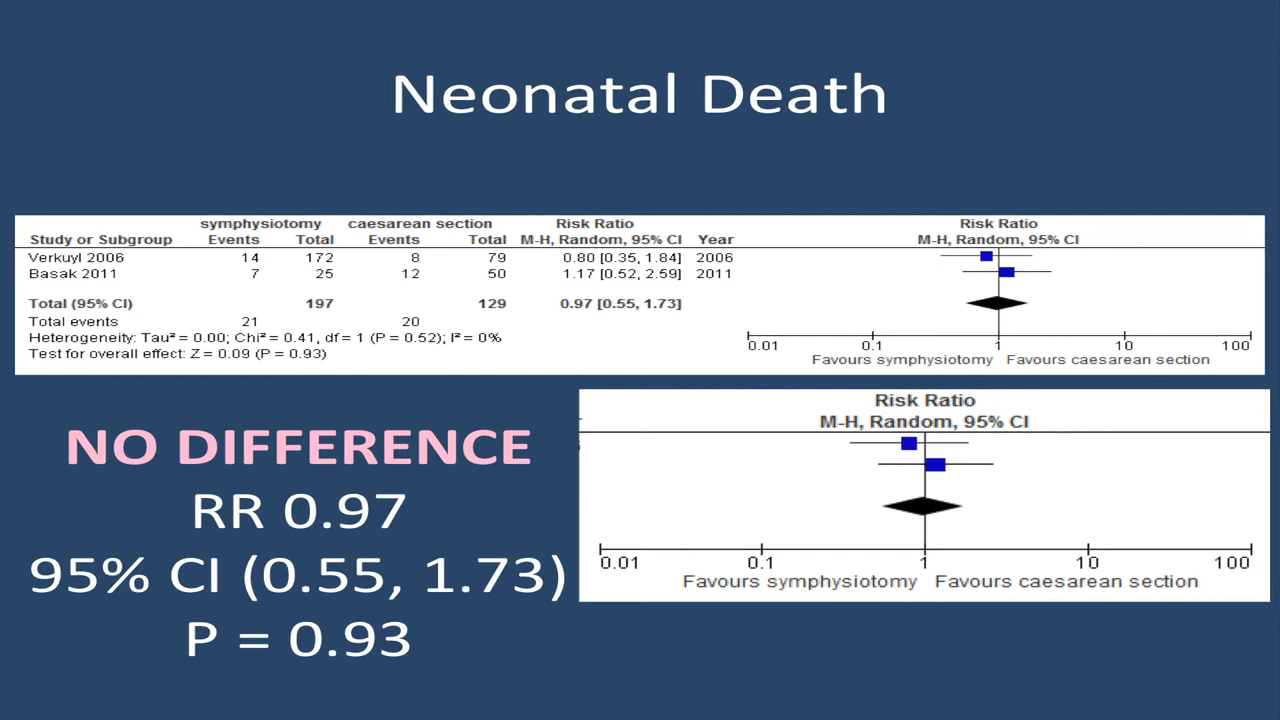 Neonatal Death
symphysiotomy caesarean section Risk Ratio Risk Ratio
Study or Subgroup Events Total Events Total M-H, Random, 95% CI Year M-H, Random, 95% CI
Verkuyl 2006 14 172 8 79 0.80 [0.35, 1.84] 2006
Basak 2011 7 25 12 50 1.17 [0.52, 2.59] 2011
Total (95% CI) 197 129 0.97 [0.55, 1.73]
Total events 21 20
Heterogeneity: Tau² = 0.00; Chi² = 0.41, df = 1 (P = 0.52); I² = 0%
Test for overall effect: Z = 0.09 (P = 0.93)
0.01 0.1 1 10 100
Favours symphysiotomy Favours caesarean section
NO DIFFERENCE
RR 0.97
95% CI (0.55, 1.73)
P = 0.93
Risk Ratio
M-H, Random, 95% CI
0.01 0.1 1 10 100
Favours symphysiotomy Favours caesarean section